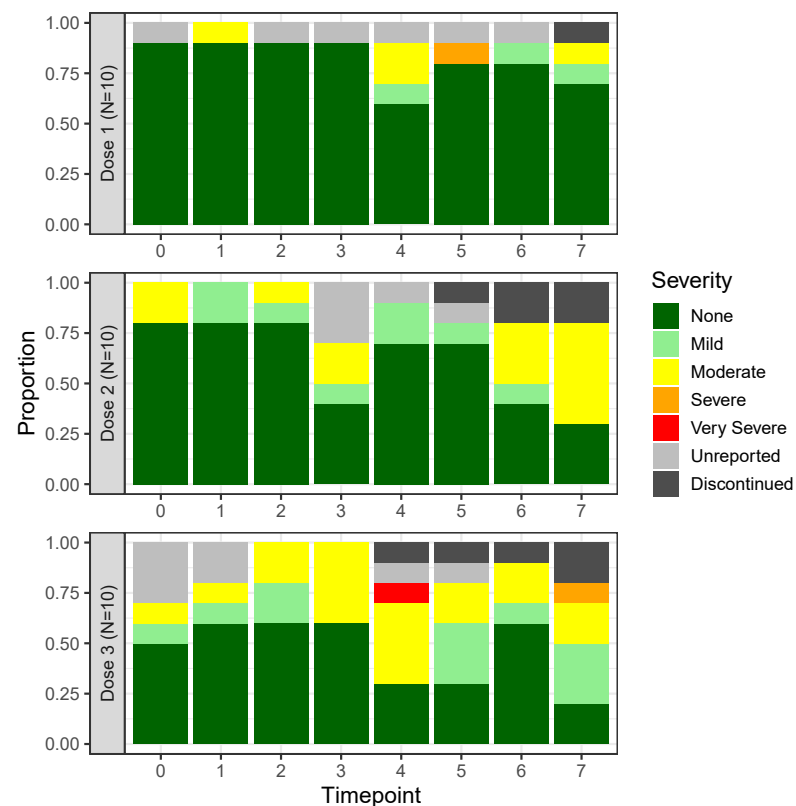 1.00
0.75
0.50
0.25
0.00
Dose 1 (N=10)
0 1 2 3 4 5 6 7
Proportion
1.00
0.75
0.50
0.25
0.00
Dose 2 (N=10)
0 1 2 3 4 5 6 7
1.00
0.75
0.50
0.25
0.00
Dose 3 (N=10)
0 1 2 3 4 5 6 7
Timepoint
Severity
None
Mild
Moderate
Severe
Very Severe
Unreported
Discontinued